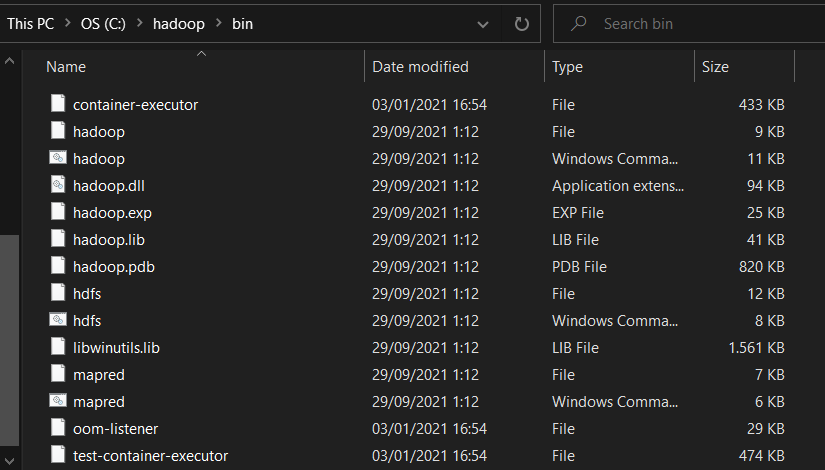 This PC > OS (C:) > hadoop > bin Search bin
Name Date modified Type Size
container-executor 03/01/2021 16:54 File 433 KB
hadoop 29/09/2021 1:12 File 9 KB
hadoop 29/09/2021 1:12 Windows Comma... 11 KB
hadoop.dll 29/09/2021 1:12 Application extens... 94 KB
hadoop.exp 29/09/2021 1:12 EXP File 25 KB
hadoop.lib 29/09/2021 1:12 LIB File 41 KB
hadoop.pdb 29/09/2021 1:12 PDB File 820 KB
hdfs 29/09/2021 1:12 File 12 KB
hdfs 29/09/2021 1:12 Windows Comma... 8 KB
libwinutils.lib 29/09/2021 1:12 LIB File 1.561 KB
mapred 29/09/2021 1:12 File 7 KB
mapred 29/09/2021 1:12 Windows Comma... 6 KB
oom-listener 03/01/2021 16:54 File 29 KB
test-container-executor 03/01/2021 16:54 File 474 KB